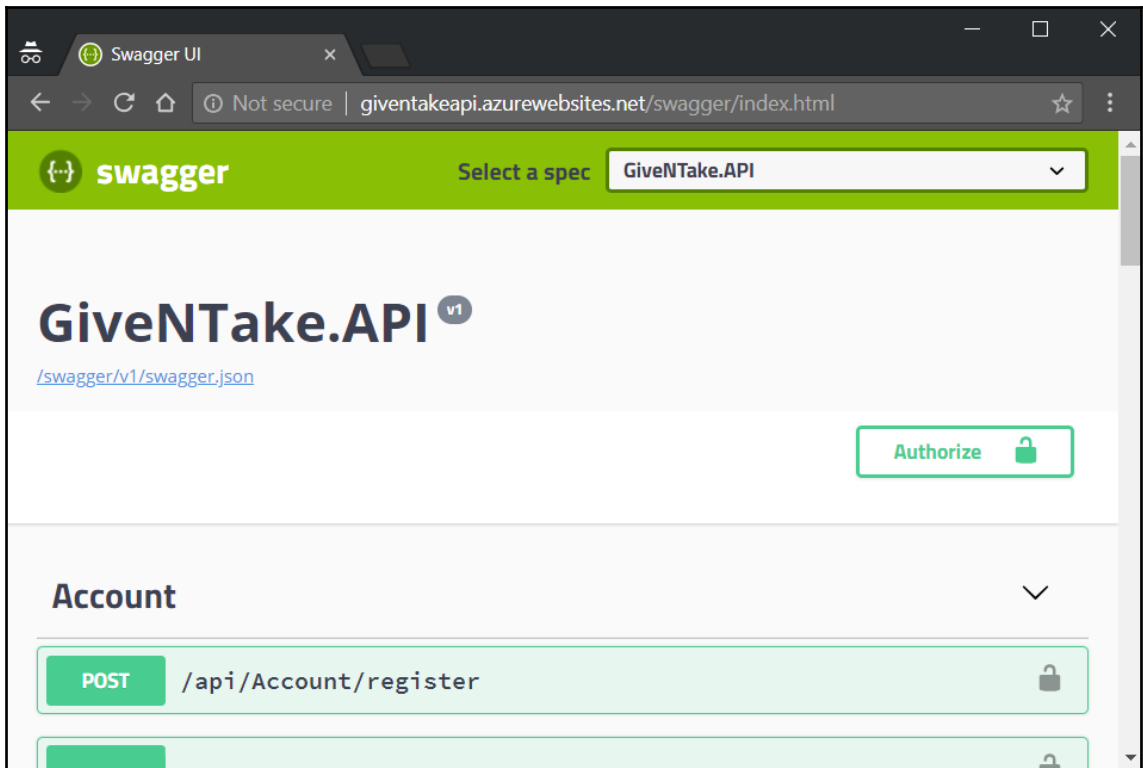 Swagger UI
Not secure | giventakeapi.azurewebsites.net/swagger/index.html
{...} swagger Select a spec GiveNTake.API
GiveNTake.API v1
/swagger/v1/swagger.json
Authorize
Account
POST /api/Account/register